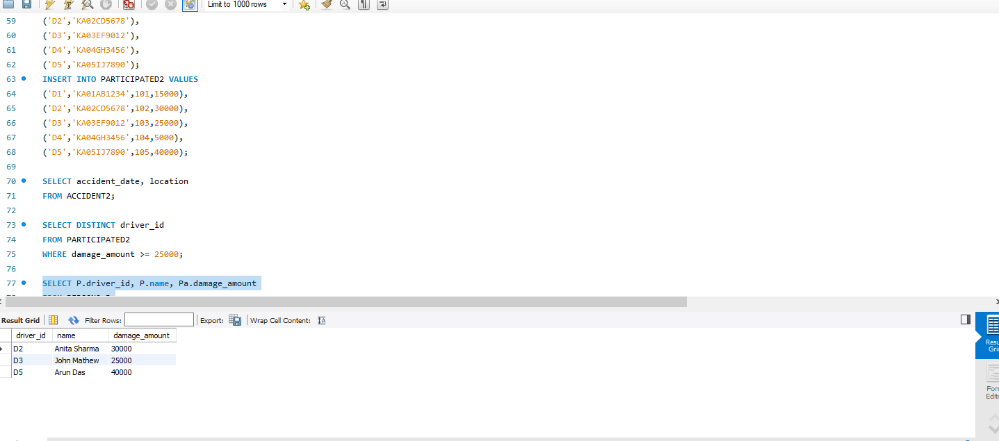 Limit to 1000 rows
59 ('D2','KA02CD5678'),
60 ('D3','KA03EF9012'),
61 ('D4','KA04GH3456'),
62 ('D5','KA05IJ7890');
63 INSERT INTO PARTICIPATED2 VALUES
64 ('D1','KA01AB1234',101,15000),
65 ('D2','KA02CD5678',102,30000),
66 ('D3','KA03EF9012',103,25000),
67 ('D4','KA04GH3456',104,5000),
68 ('D5','KA05IJ7890',105,40000);
69
70 SELECT accident_date, location
71 FROM ACCIDENT2;
72
73 SELECT DISTINCT driver_id
74 FROM PARTICIPATED2
75 WHERE damage_amount >= 25000;
76
77 SELECT P.driver_id, P.name, Pa.damage_amount
Result Grid Filter Rows: Export: Wrap Cell Content:
driver_id name damage_amount
D2 Anita Sharma 30000
D3 John Mathew 25000
D5 Arun Das 40000